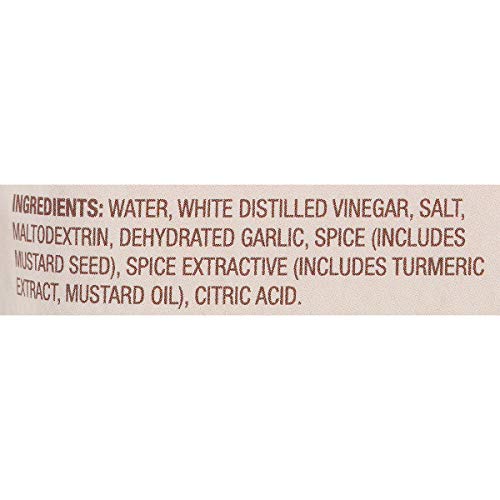 INGREDIENTS: WATER, WHITE DISTILLED VINEGAR, SALT,
MALTODEXTRIN, DEHYDRATED GARLIC, SPICE (INCLUDES
MUSTARD SEED), SPICE EXTRACTIVE (INCLUDES TURMERIC
EXTRACT, MUSTARD OIL), CITRIC ACID.